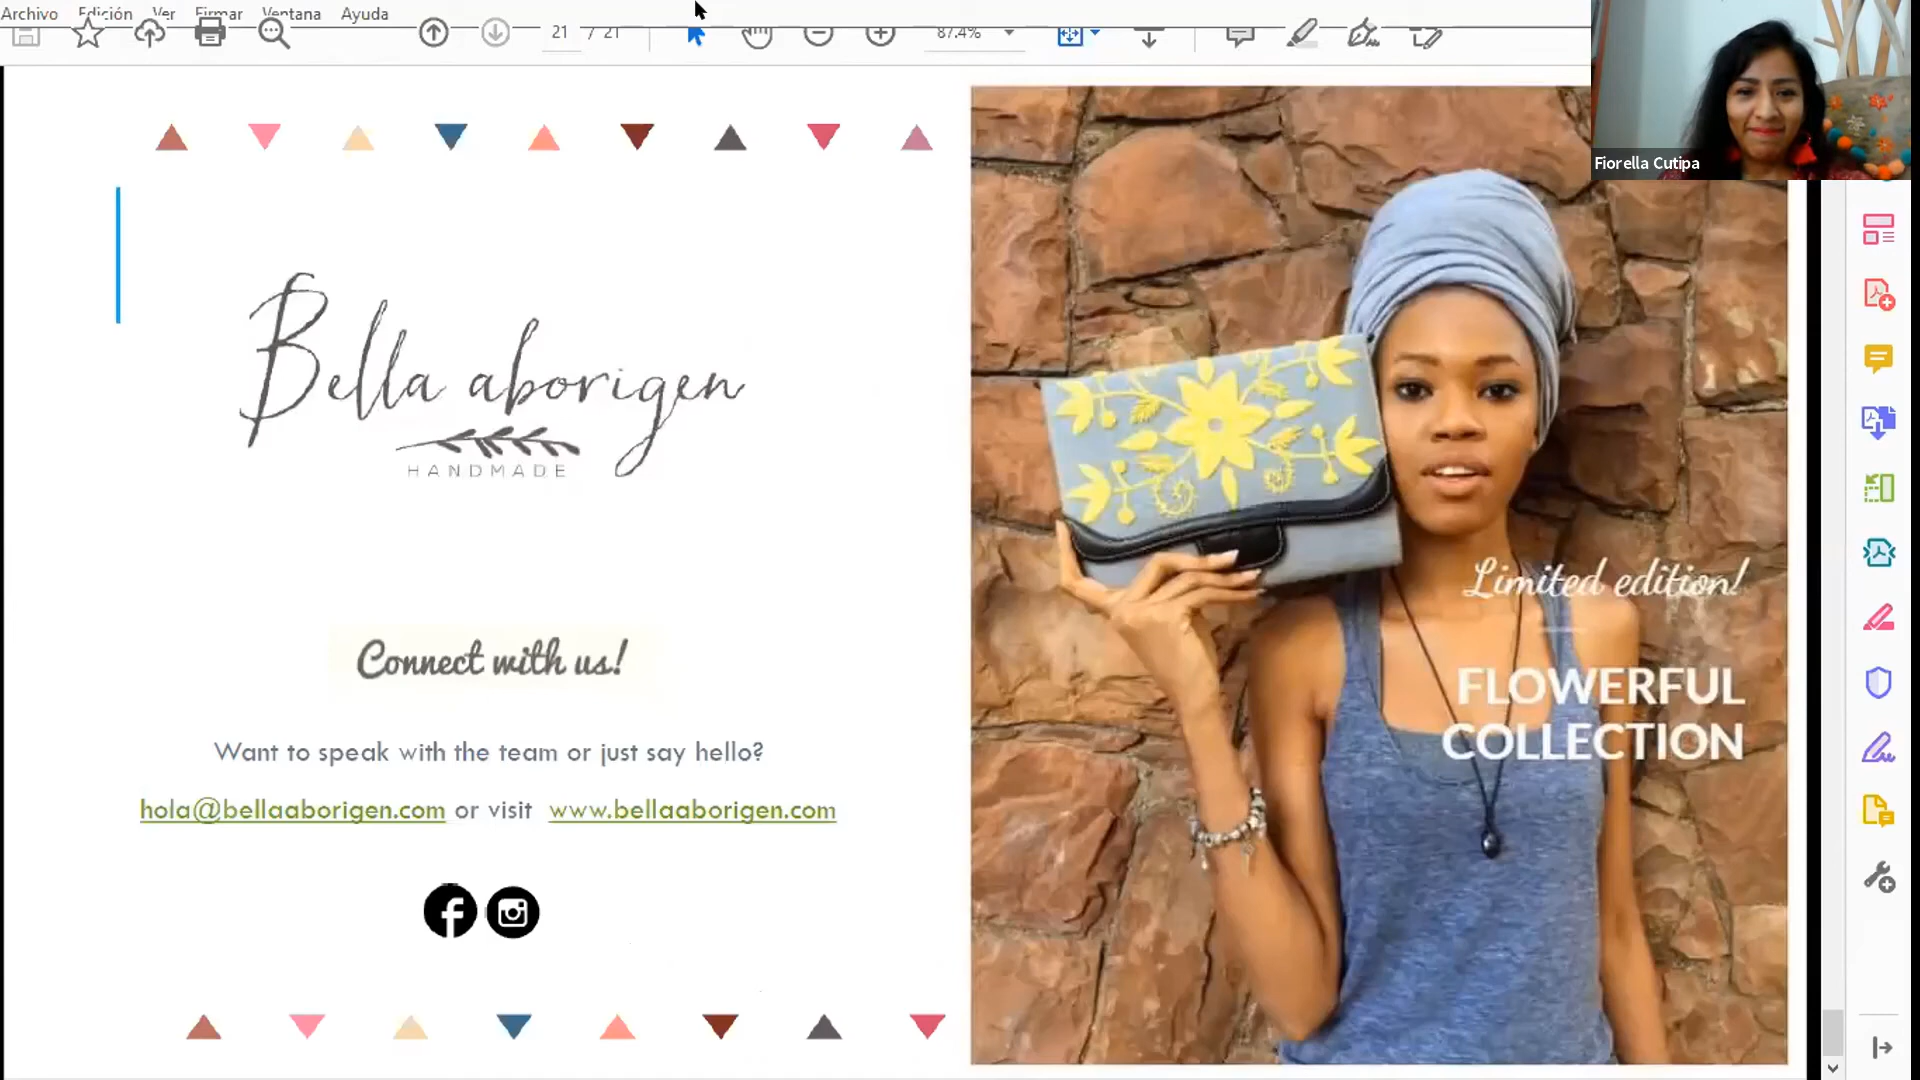 Archivo Edición Ver Firmar Ventana Ayuda
21 / 21
87.4%
Fiorella Cutipa
Bella aborigen
HANDMADE
Connect with us!
Want to speak with the team or just say hello?
hola@bellaaborigen.com or visit www.bellaaborigen.com
Limited edition!
FLOWERFUL
COLLECTION